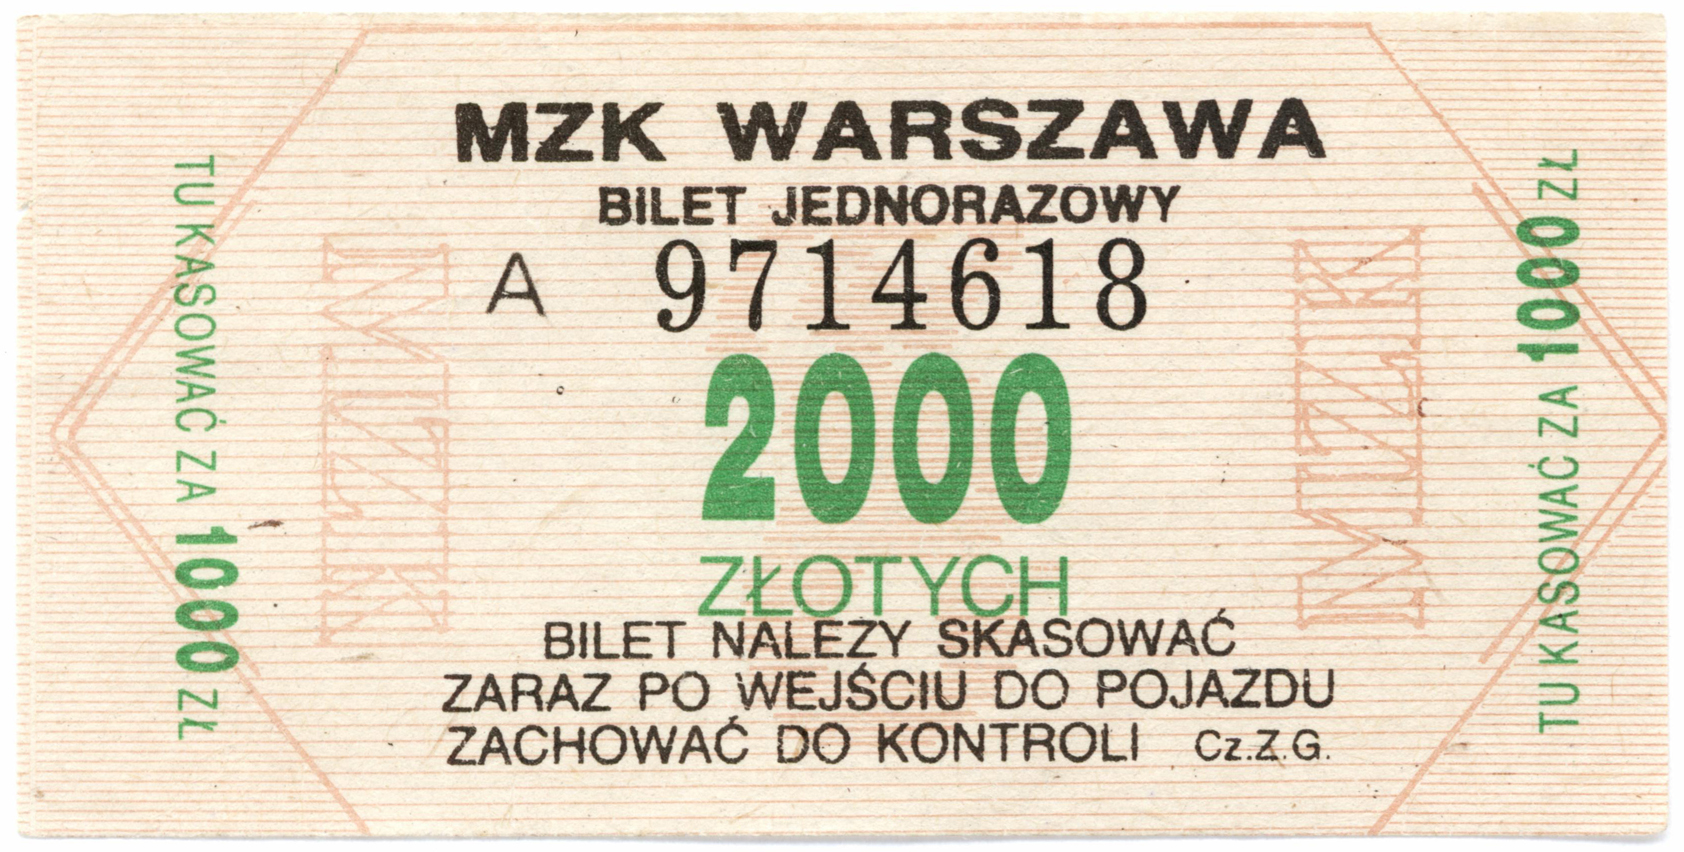 MZK WARSZAWA
BILET JEDNORAZOWY
A 9714618
2000
ZŁOTYCH
BILET NALEZY SKASOWAĆ
ZARAZ PO WEJŚCIU DO POJAZDU
ZACHOWAĆ DO KONTROLI Cz.Z.G.
TU KASOWAĆ ZA 1000 ZŁ
MZK
MZK
TU KASOWAĆ ZA 1000 ZŁ